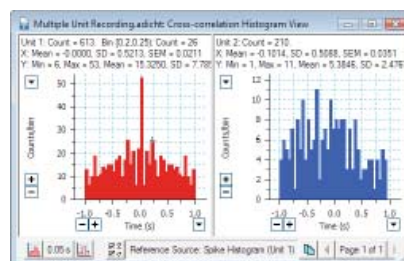 Multiple Unit Recording.adicht: Cross-correlation Histogram View
Unit 1: Count = 613. Bin [0.2,0.25): Count = 26
X: Mean = -0.0000, SD = 0.5213, SEM = 0.0211
Y: Min = 6, Max = 53, Mean = 15.3250, SD = 7.785
Unit 2: Count = 210.
X: Mean = -0.1014, SD = 0.5068, SEM = 0.0351
Y: Min = 1, Max = 11, Mean = 5.3846, SD = 2.476
Counts/bin
50
40
30
20
10
0
-1.0 -0.5 0.0 0.5 1.0
Time (s)
Counts/bin
12
10
8
6
4
2
0
-1.0 -0.5 0.0 0.5 1.0
Time (s)
0.05 s
Reference Source: Spike Histogram (Unit 1)
Page 1 of 1